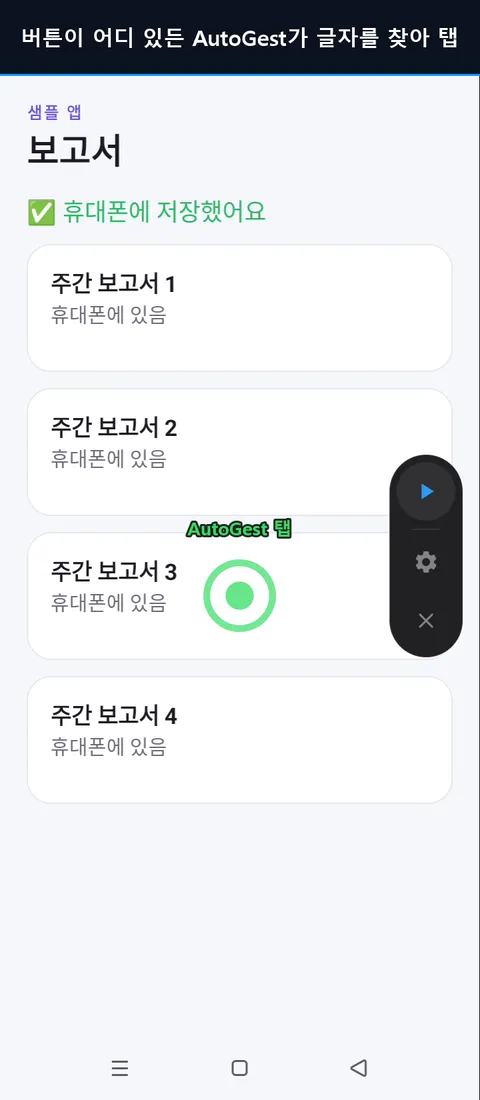 버튼이 어디 있든 AutoGest가 글자를 찾아 탭
샘플 앱
보고서
✅ 휴대폰에 저장했어요
주간 보고서 1
휴대폰에 있음
주간 보고서 2
휴대폰에 있음
AutoGest 탭
주간 보고서 3
휴대폰에 있음
주간 보고서 4
휴대폰에 있음